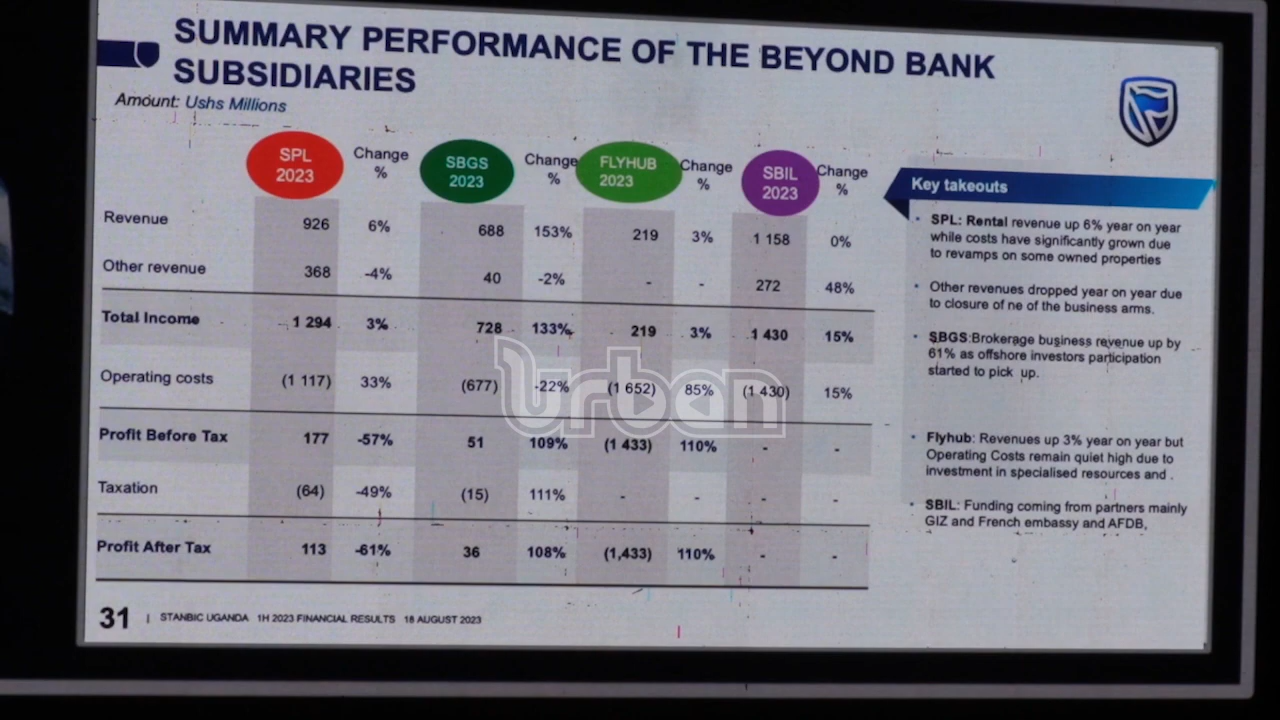 SUMMARY PERFORMANCE OF THE BEYOND BANK
SUBSIDIARIES
Amount: Ushs Millions
SPL 2023 Change % SBGS 2023 Change % FLYHUB 2023 Change % SBIL 2023 Change %
Revenue 926 6% 688 153% 219 3% 1 158 0%
Other revenue 368 -4% 40 -2% - - 272 48%
Total Income 1 294 3% 728 133% 219 3% 1 430 15%
Operating costs (1 117) 33% (677) -22% (1 652) 85% (1 430) 15%
Profit Before Tax 177 -57% 51 109% (1 433) 110% - -
Taxation (64) -49% (15) 111% - - - -
Profit After Tax 113 -61% 36 108% (1,433) 110% - -
Key takeouts
• SPL: Rental revenue up 6% year on year
while costs have significantly grown due
to revamps on some owned properties
• Other revenues dropped year on year due
to closure of ne of the business arms.
• SBGS:Brokerage business revenue up by
61% as offshore investors participation
started to pick up.
• Flyhub: Revenues up 3% year on year but
Operating Costs remain quiet high due to
investment in specialised resources and .
• SBIL: Funding coming from partners mainly
GIZ and French embassy and AFDB,
31 | STANBIC UGANDA 1H 2023 FINANCIAL RESULTS 18 AUGUST 2023
urban